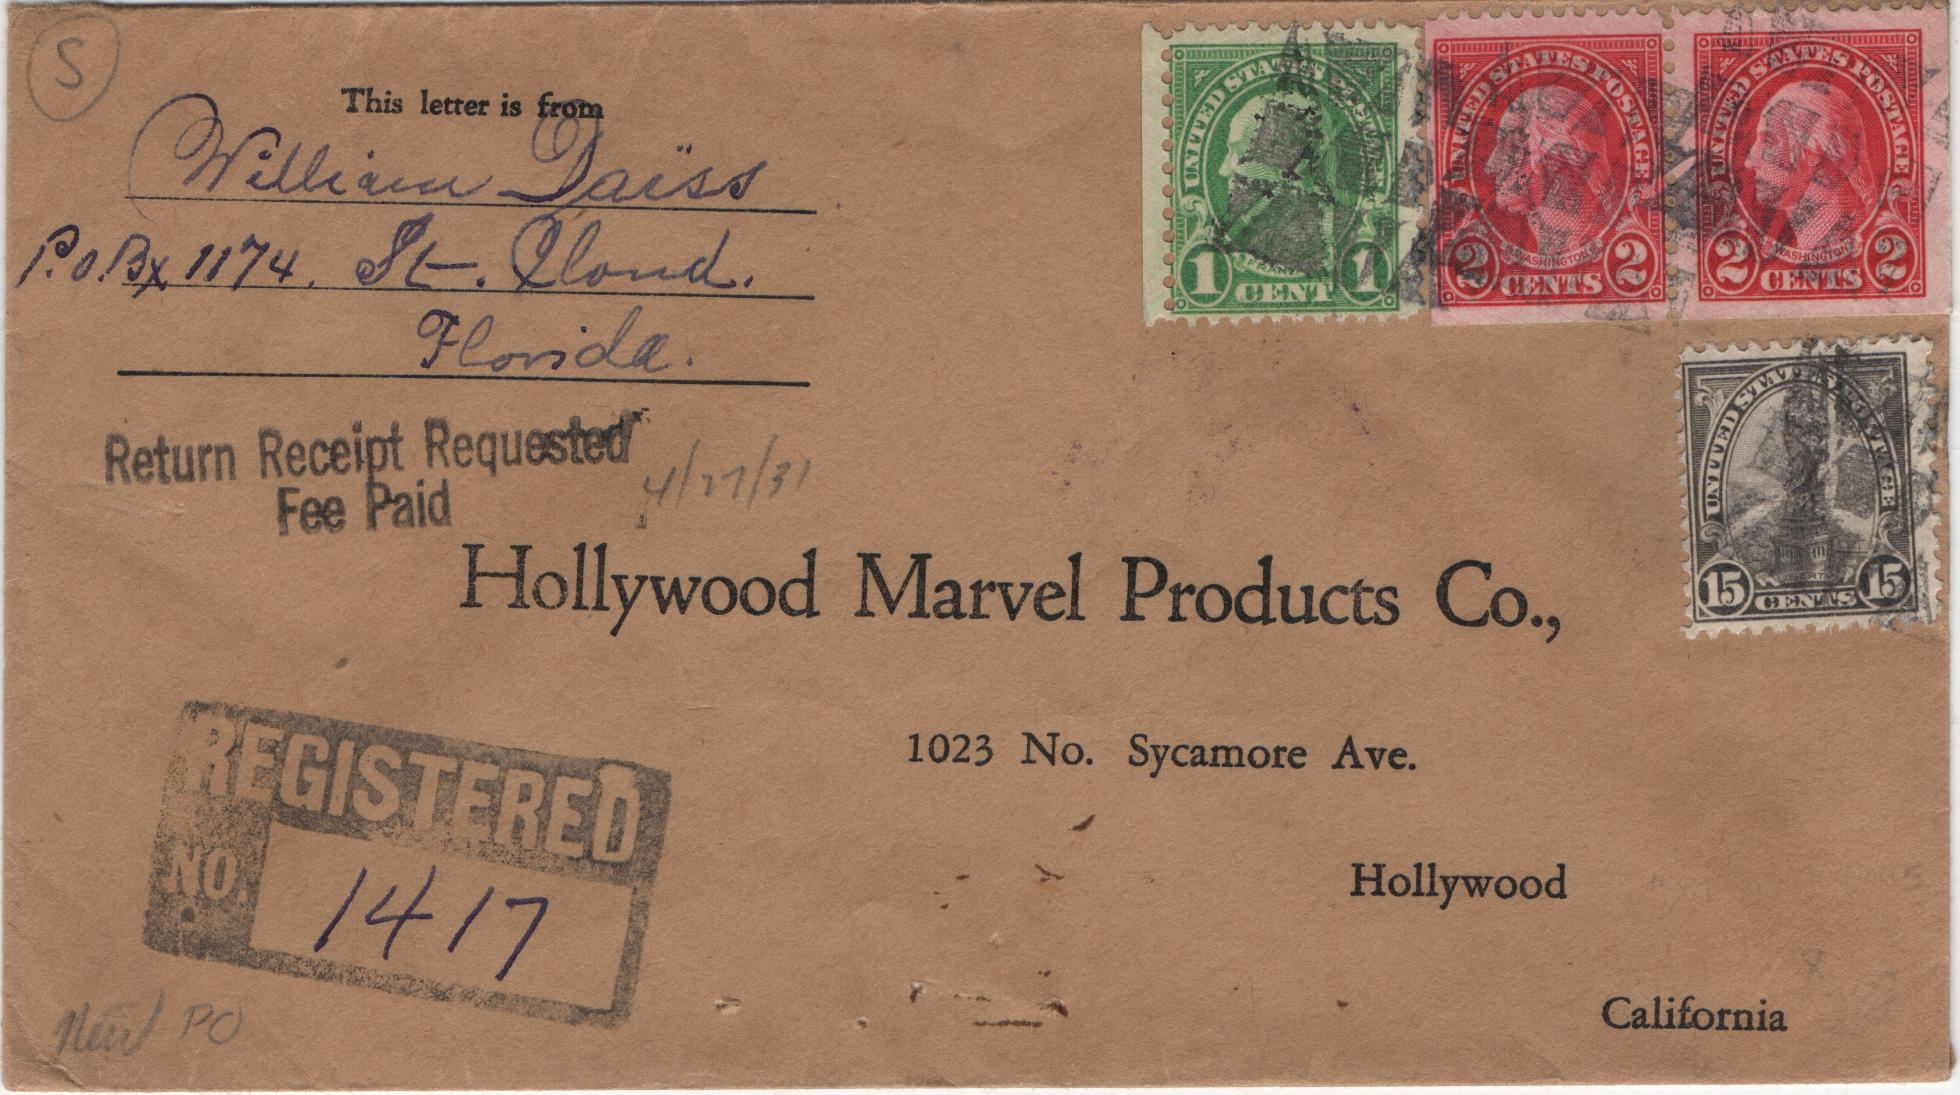 S
This letter is from
William Daïss
P.O. Bx 1174. St. Cloud.
Florida.
Return Receipt Requested
Fee Paid
4/27/31
UNITED STATES POSTAGE
1 CENT 1
UNITED STATES POSTAGE
WASHINGTON
2 CENTS 2
UNITED STATES POSTAGE
WASHINGTON
2 CENTS 2
UNITED STATES POSTAGE
15 CENTS 15
Hollywood Marvel Products Co.,
1023 No. Sycamore Ave.
Hollywood
California
REGISTERED
NO.
1417
New PO